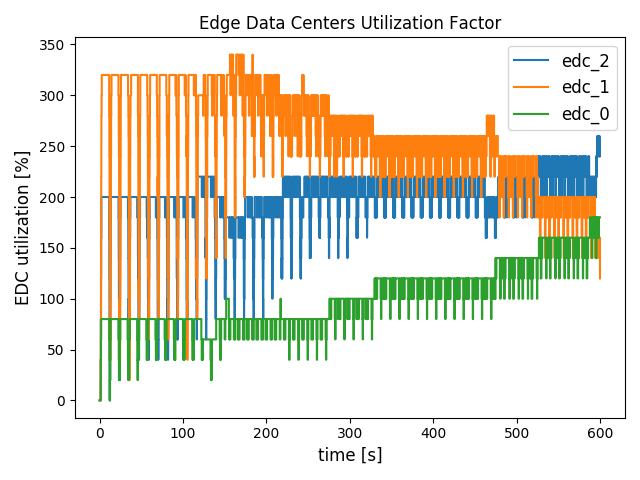 Edge Data Centers Utilization Factor
350
300
250
200
150
100
50
0
EDC utilization [%]
edc_2
edc_1
edc_0
0
100
200
300
400
500
600
time [s]